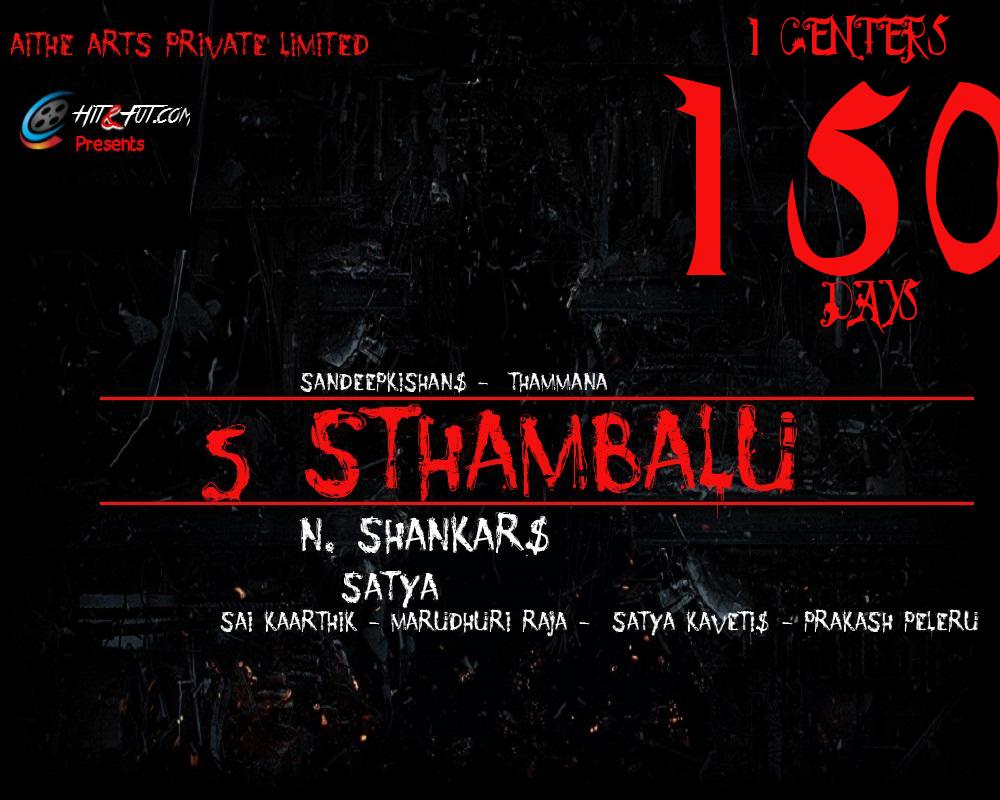 AITHE ARTS PRIVATE LIMITED
1 CENTERS
HIT&FUT.COM
Presents
150
DAYS
SANDEEPKISHAN$ - THAMMANA
5 STHAMBALU
N. SHANKAR$
SATYA
SAI KAARTHIK - MARUDHURI RAJA - SATYA KAVETI$ - PRAKASH PELERU